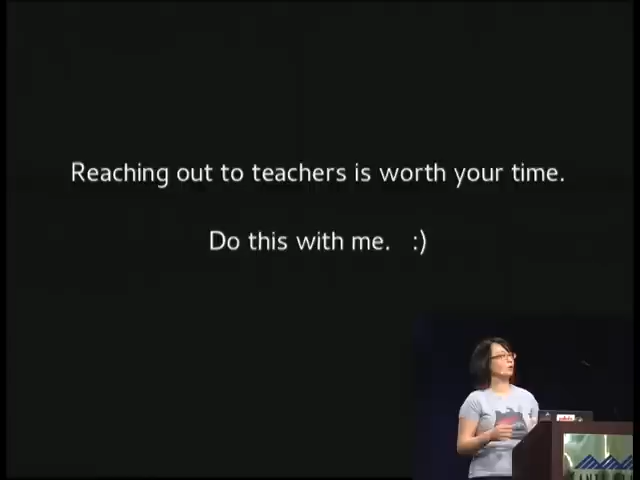 Reaching out to teachers is worth your time.
Do this with me. :)